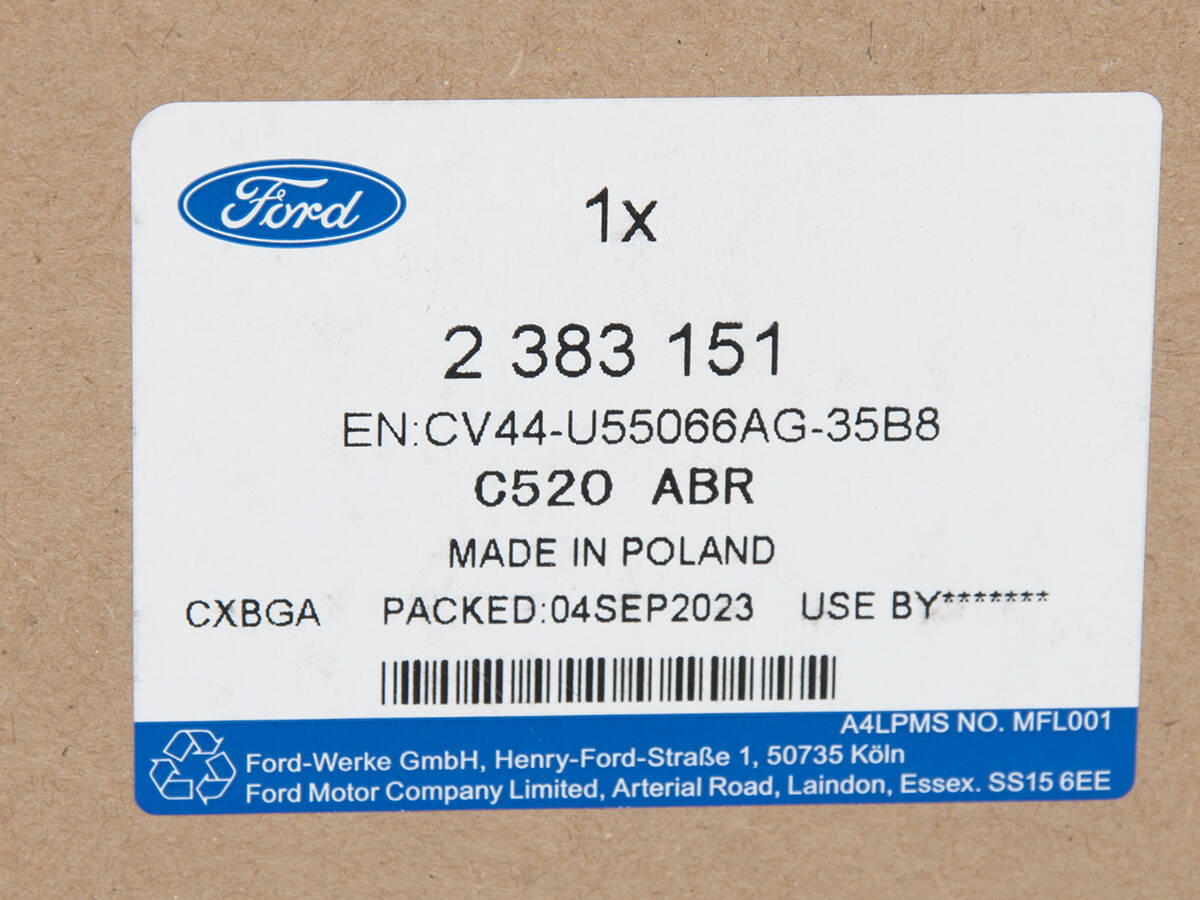 Ford
1x
2 383 151
EN:CV44-U55066AG-35B8
C520 ABR
MADE IN POLAND
CXBGA PACKED:04SEP2023 USE BY*******
A4LPMS NO. MFL001
Ford-Werke GmbH, Henry-Ford-Straße 1, 50735 Köln
Ford Motor Company Limited, Arterial Road, Laindon, Essex. SS15 6EE